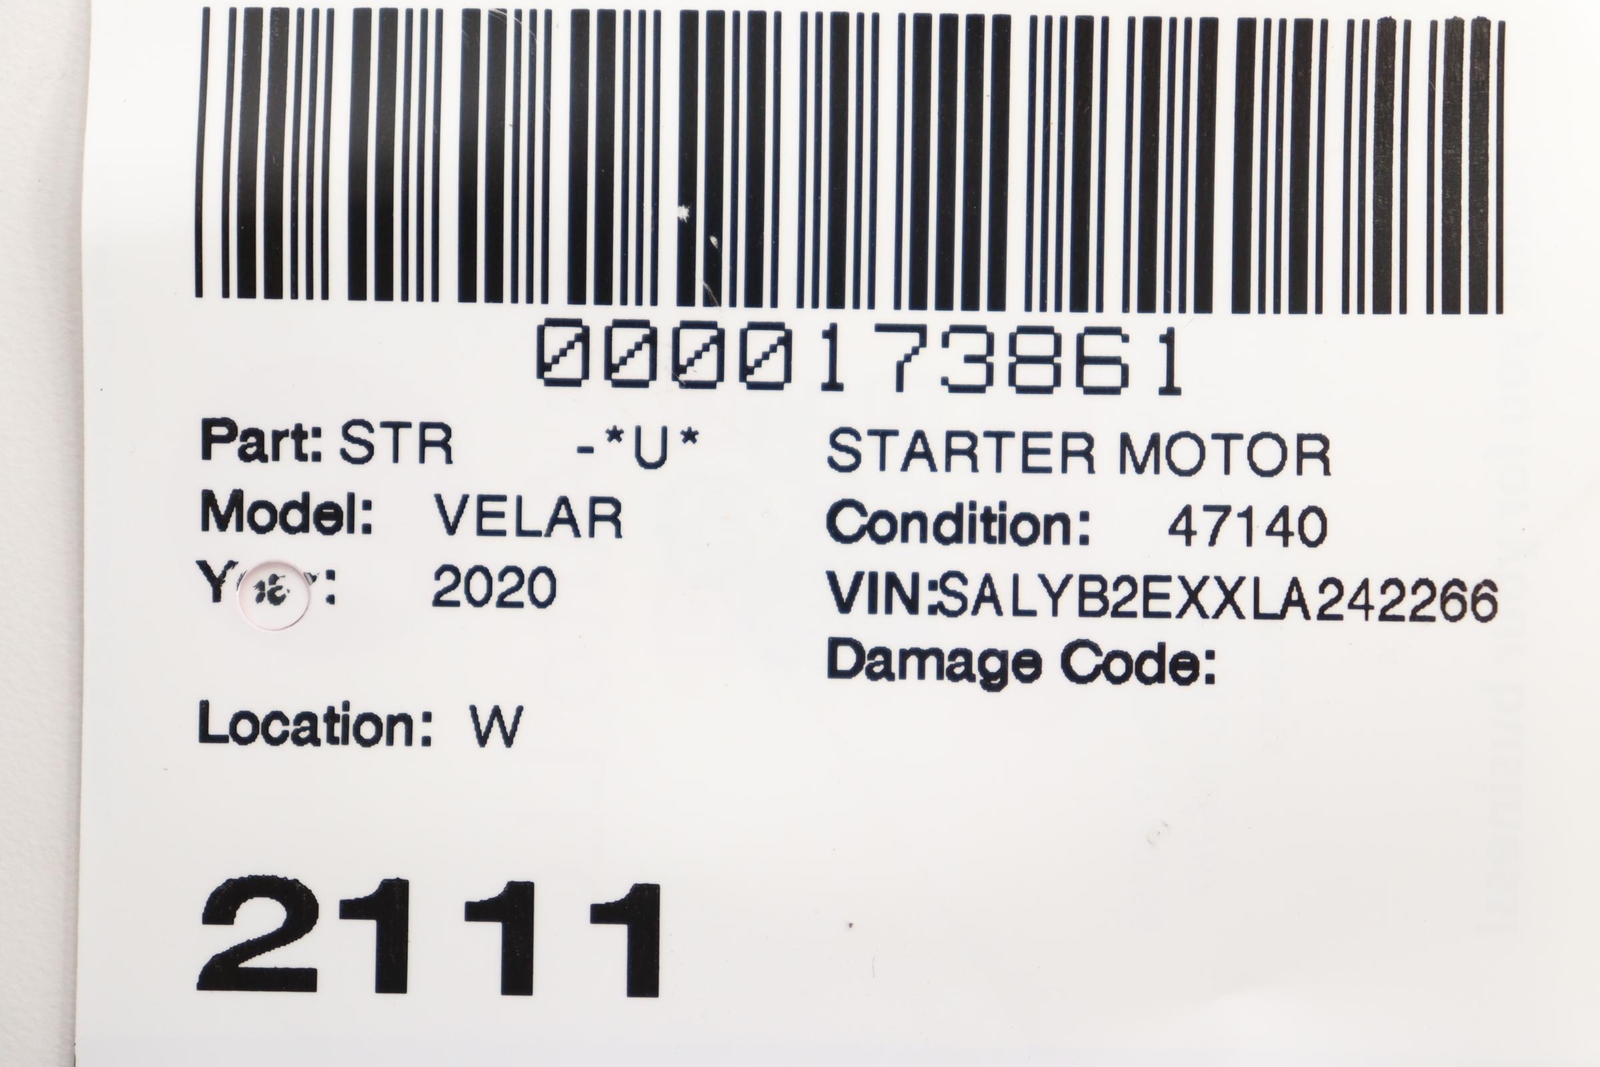 0000173861
Part: STR -*U* STARTER MOTOR
Model: VELAR Condition: 47140
2020 VIN:SALYB2EXXLA242266
Damage Code:
Location: W
2111